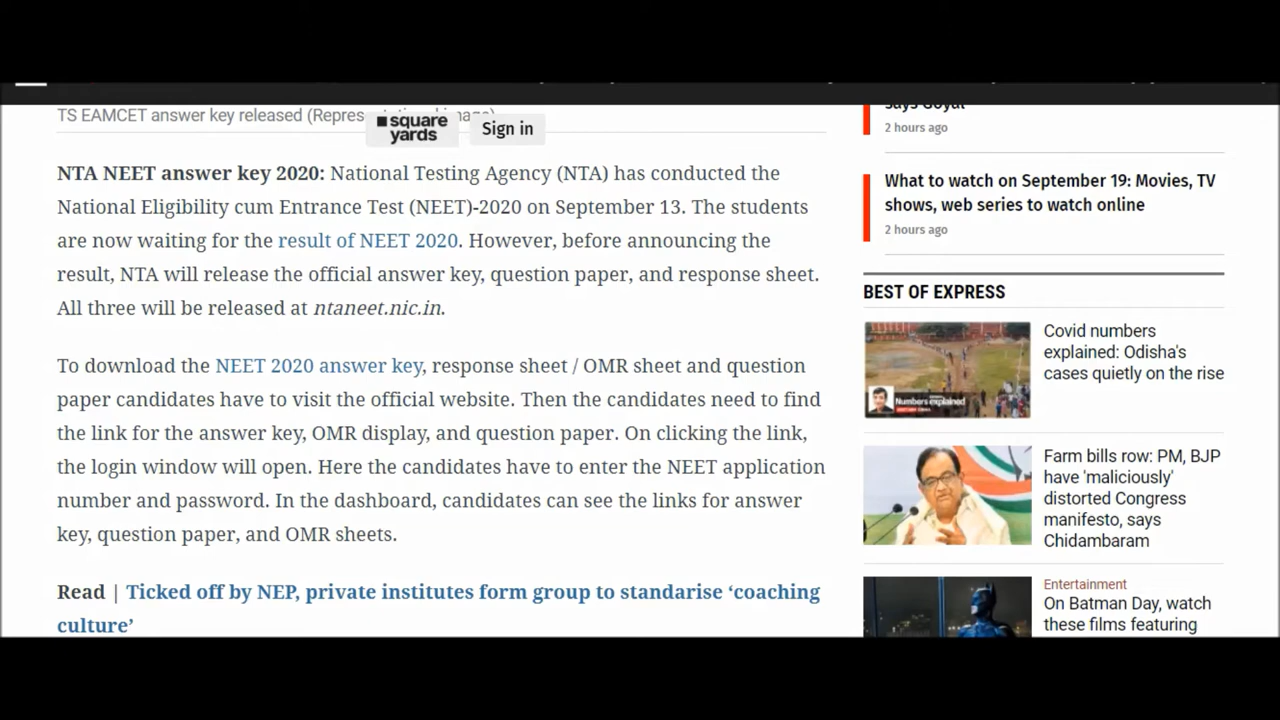 TS EAMCET answer key released (Repres
square
yards
Sign in
NTA NEET answer key 2020: National Testing Agency (NTA) has conducted the
National Eligibility cum Entrance Test (NEET)-2020 on September 13. The students
are now waiting for the result of NEET 2020. However, before announcing the
result, NTA will release the official answer key, question paper, and response sheet.
All three will be released at ntaneet.nic.in.
To download the NEET 2020 answer key, response sheet / OMR sheet and question
paper candidates have to visit the official website. Then the candidates need to find
the link for the answer key, OMR display, and question paper. On clicking the link,
the login window will open. Here the candidates have to enter the NEET application
number and password. In the dashboard, candidates can see the links for answer
key, question paper, and OMR sheets.
Read | Ticked off by NEP, private institutes form group to standarise ‘coaching
culture’
says Goyal
2 hours ago
What to watch on September 19: Movies, TV
shows, web series to watch online
2 hours ago
BEST OF EXPRESS
Numbers explained
Covid numbers
explained: Odisha's
cases quietly on the rise
Farm bills row: PM, BJP
have 'maliciously'
distorted Congress
manifesto, says
Chidambaram
Entertainment
On Batman Day, watch
these films featuring